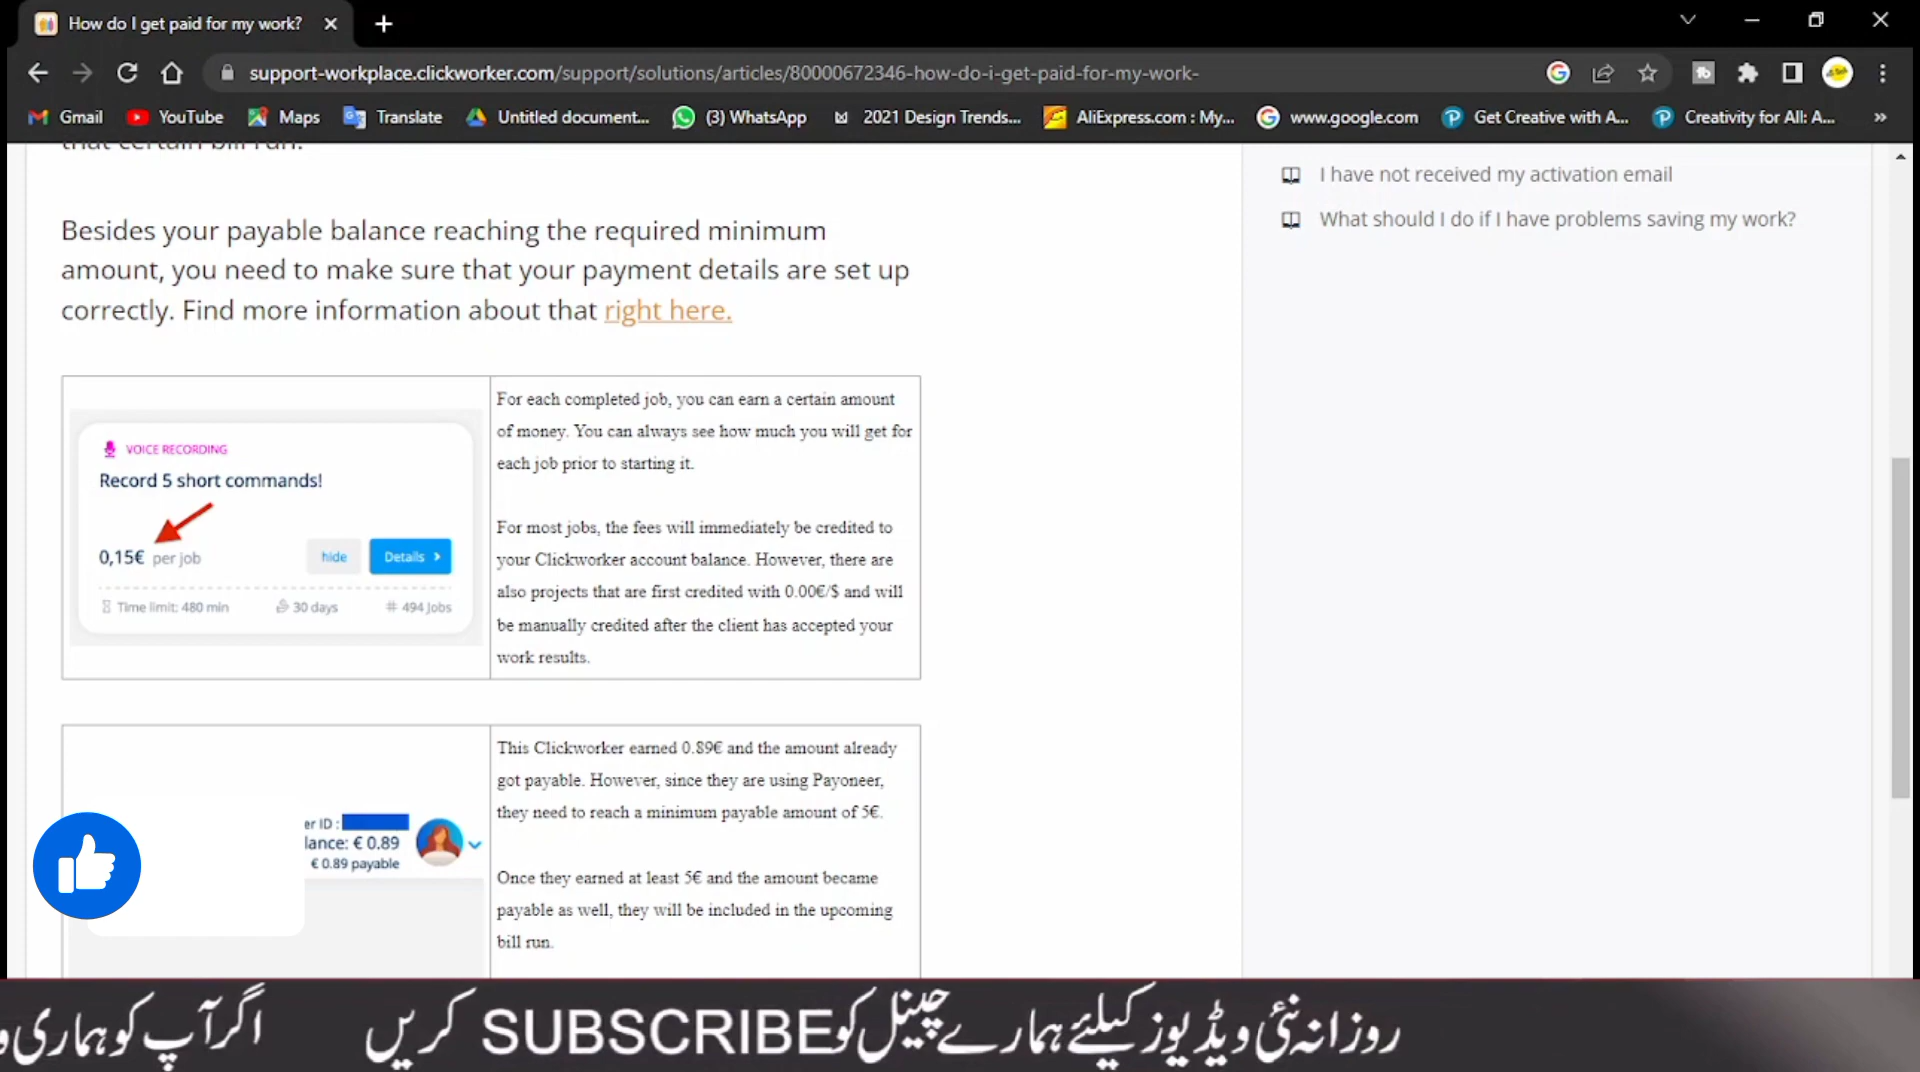 How do I get paid for my work?
support-workplace.clickworker.com/support/solutions/articles/80000672346-how-do-i-get-paid-for-my-work-
Gmail YouTube Maps Translate Untitled document... (3) WhatsApp 2021 Design Trends... AliExpress.com : My... www.google.com Get Creative with A... Creativity for All: A...
that certain bill run.
Besides your payable balance reaching the required minimum
amount, you need to make sure that your payment details are set up
correctly. Find more information about that right here.
VOICE RECORDING
Record 5 short commands!
0,15€ per job
hide
Details
Time limit: 480 min 30 days # 494 Jobs
For each completed job, you can earn a certain amount
of money. You can always see how much you will get for
each job prior to starting it.
For most jobs, the fees will immediately be credited to
your Clickworker account balance. However, there are
also projects that are first credited with 0.00€/$ and will
be manually credited after the client has accepted your
work results.
er ID :
lance: € 0.89
€ 0.89 payable
This Clickworker earned 0.89€ and the amount already
got payable. However, since they are using Payoneer,
they need to reach a minimum payable amount of 5€.
Once they earned at least 5€ and the amount became
payable as well, they will be included in the upcoming
bill run.
I have not received my activation email
What should I do if I have problems saving my work?
روزانہ نئی ویڈیوز کیلئے ہمارے چینل کو SUBSCRIBE کریں اگر آپ کو ہماری و